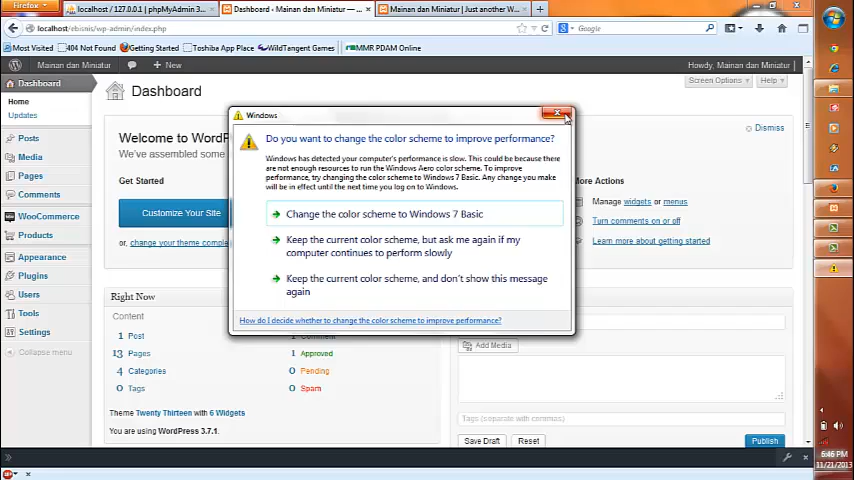 Firefox
localhost / 127.0.0.1 | phpMyAdmin 3....
Dashboard ‹ Mainan dan Miniatur — Wor...
Mainan dan Miniatur | Just another W...
localhost/ebisnis/wp-admin/index.php
Google
Most Visited
404 Not Found
Getting Started
Toshiba App Place
WildTangent Games
MMR PDAM Online
Mainan dan Miniatur
+ New
Howdy, Mainan dan Miniatur
Screen Options
Help
Dashboard
Home
Updates
Posts
Media
Pages
Comments
WooCommerce
Products
Appearance
Plugins
Users
Tools
Settings
Collapse menu
Dashboard
Welcome to WordP
We've assembled some
Dismiss
Get Started
Customize Your Site
or, change your theme comple
More Actions
Manage widgets or menus
Turn comments on or off
Learn more about getting started
Windows
Do you want to change the color scheme to improve performance?
Windows has detected your computer's performance is slow. This could be because there
are not enough resources to run the Windows Aero color scheme. To improve
performance, try changing the color scheme to Windows 7 Basic. Any change you make
will be in effect until the next time you log on to Windows.
Change the color scheme to Windows 7 Basic
Keep the current color scheme, but ask me again if my
computer continues to perform slowly
Keep the current color scheme, and don't show this message
again
How do I decide whether to change the color scheme to improve performance?
Right Now
Content
1 Post
13 Pages
4 Categories
0 Tags
1 Approved
0 Pending
0 Spam
Theme Twenty Thirteen with 6 Widgets
You are using WordPress 3.7.1.
Add Media
Tags (separate with commas)
Save Draft
Reset
Publish
6:46 PM
11/21/2013